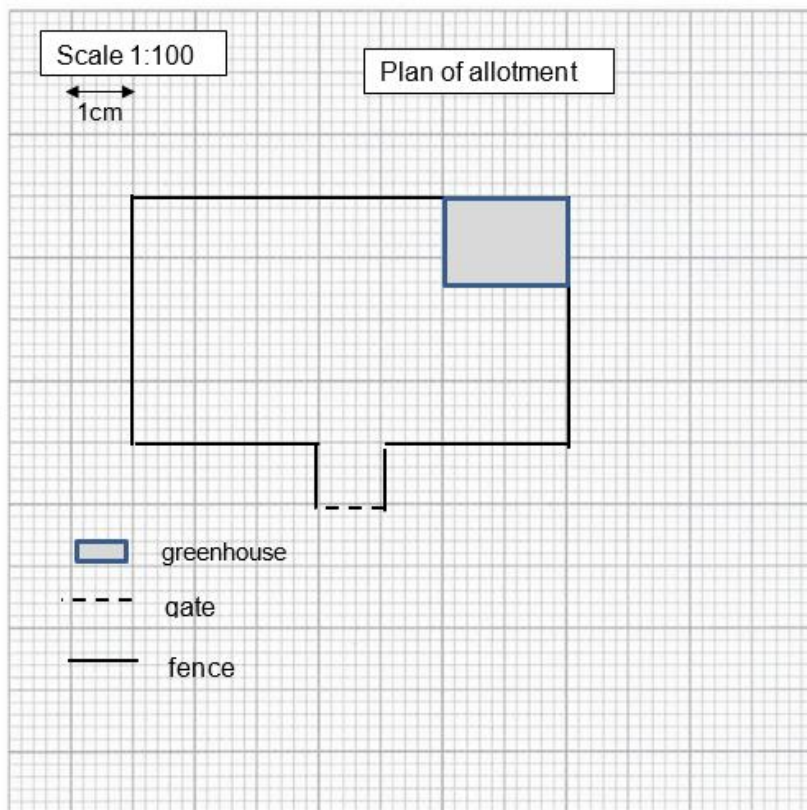 Scale 1:100
Plan of allotment
1cm
greenhouse
gate
fence